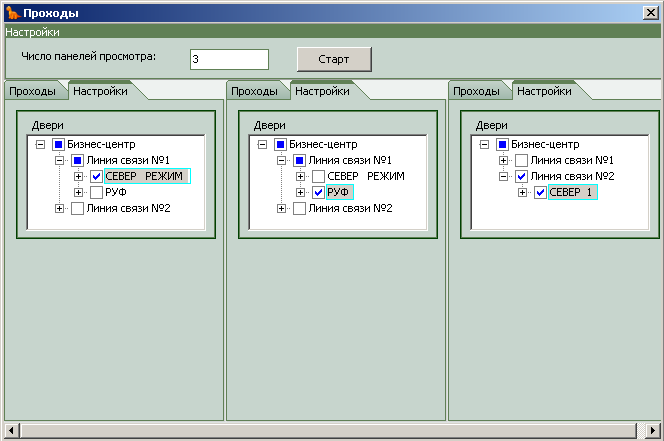 Проходы
Настройки
Число панелей просмотра: 3 Старт
Проходы Настройки
Двери
Бизнес-центр
Линия связи №1
СЕВЕР РЕЖИМ
РУФ
Линия связи №2
Проходы Настройки
Двери
Бизнес-центр
Линия связи №1
СЕВЕР РЕЖИМ
РУФ
Линия связи №2
Проходы Настройки
Двери
Бизнес-центр
Линия связи №1
Линия связи №2
СЕВЕР 1